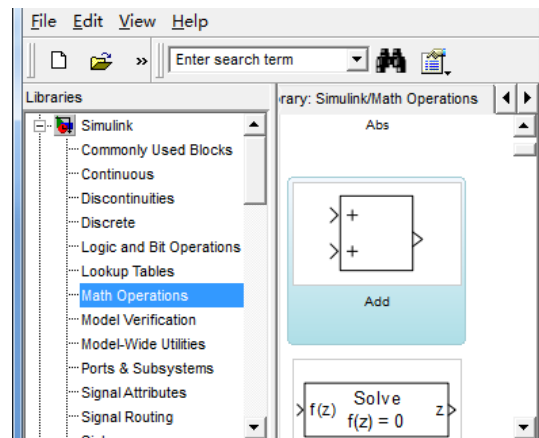 File Edit View Help
» Enter search term
Libraries
rary: Simulink/Math Operations
Simulink
Commonly Used Blocks
Continuous
Discontinuities
Discrete
Logic and Bit Operations
Lookup Tables
Math Operations
Model Verification
Model-Wide Utilities
Ports & Subsystems
Signal Attributes
Signal Routing
Abs
+
+
Add
Solve
f(z) f(z) = 0 z